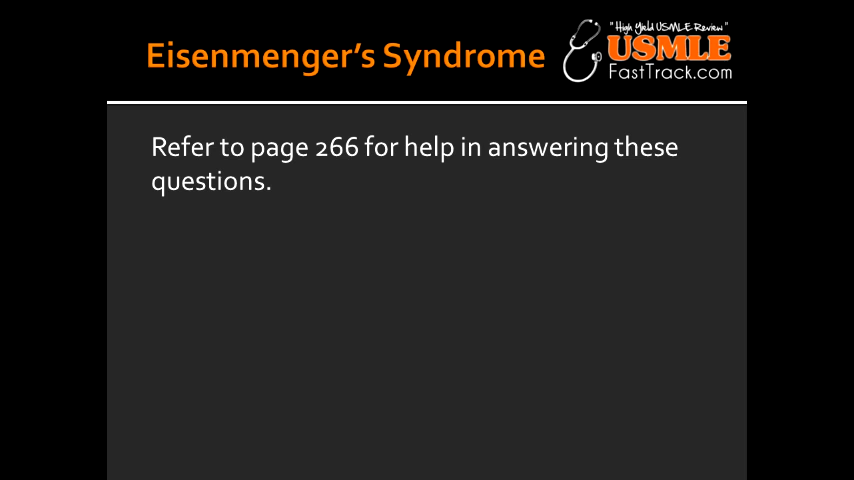 Eisenmenger's Syndrome
"High Yield USMLE Review"
USMLE
FastTrack.com
Refer to page 266 for help in answering these
questions.